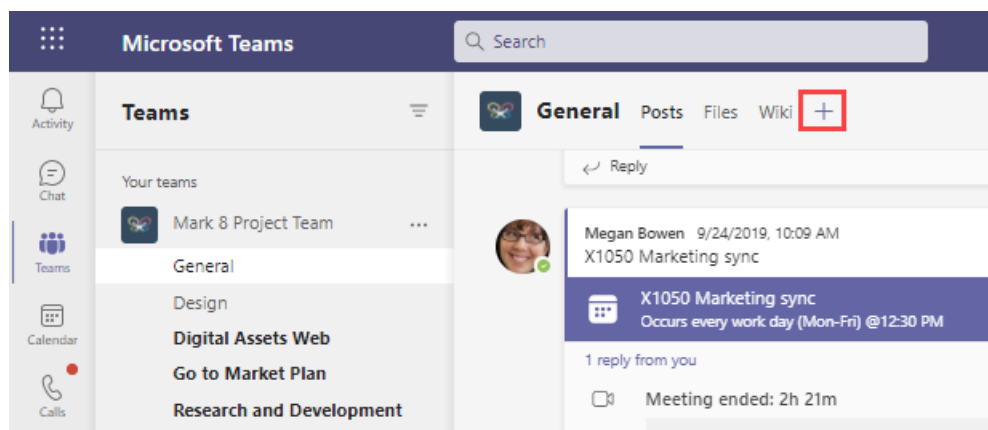 Microsoft Teams
Search
Activity
Chat
Teams
Calendar
Calls
Teams
Your teams
Mark 8 Project Team
General
Design
Digital Assets Web
Go to Market Plan
Research and Development
General Posts Files Wiki +
Reply
Megan Bowen 9/24/2019, 10:09 AM
X1050 Marketing sync
X1050 Marketing sync
Occurs every work day (Mon-Fri) @12:30 PM
1 reply from you
Meeting ended: 2h 21m